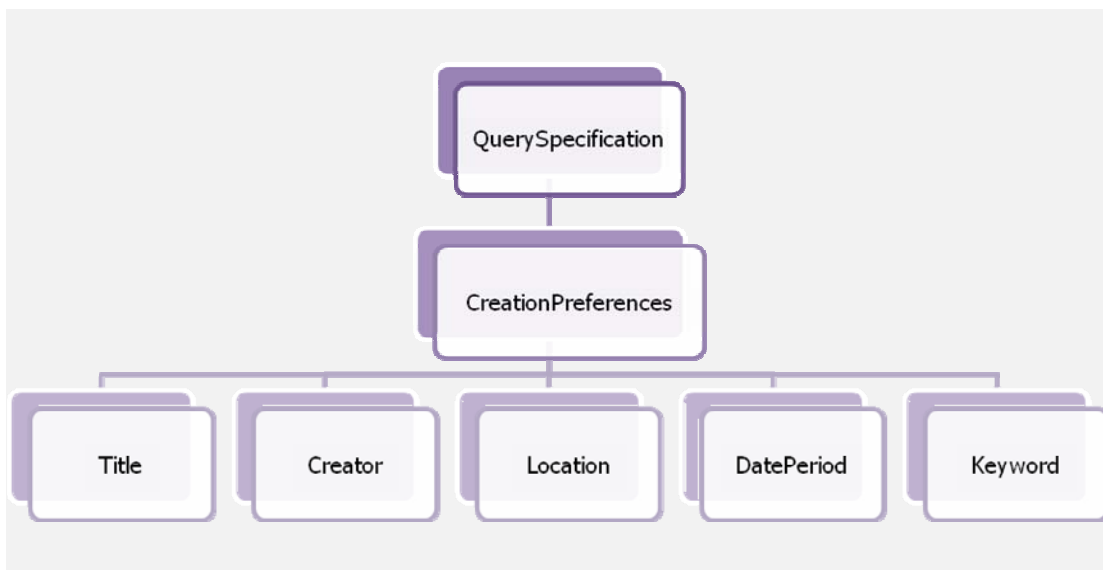 QuerySpecification
CreationPreferences
Title
Creator
Location
DatePeriod
Keyword